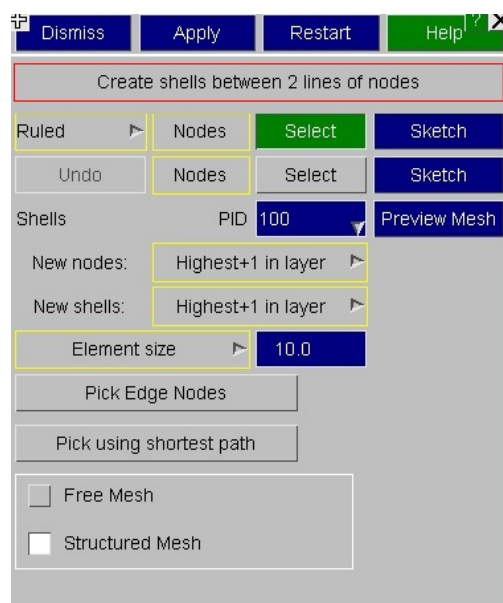 Dismiss Apply Restart Help ? X
Create shells between 2 lines of nodes
Ruled Nodes Select Sketch
Undo Nodes Select Sketch
Shells PID 100 Preview Mesh
New nodes: Highest+1 in layer
New shells: Highest+1 in layer
Element size 10.0
Pick Edge Nodes
Pick using shortest path
Free Mesh
Structured Mesh